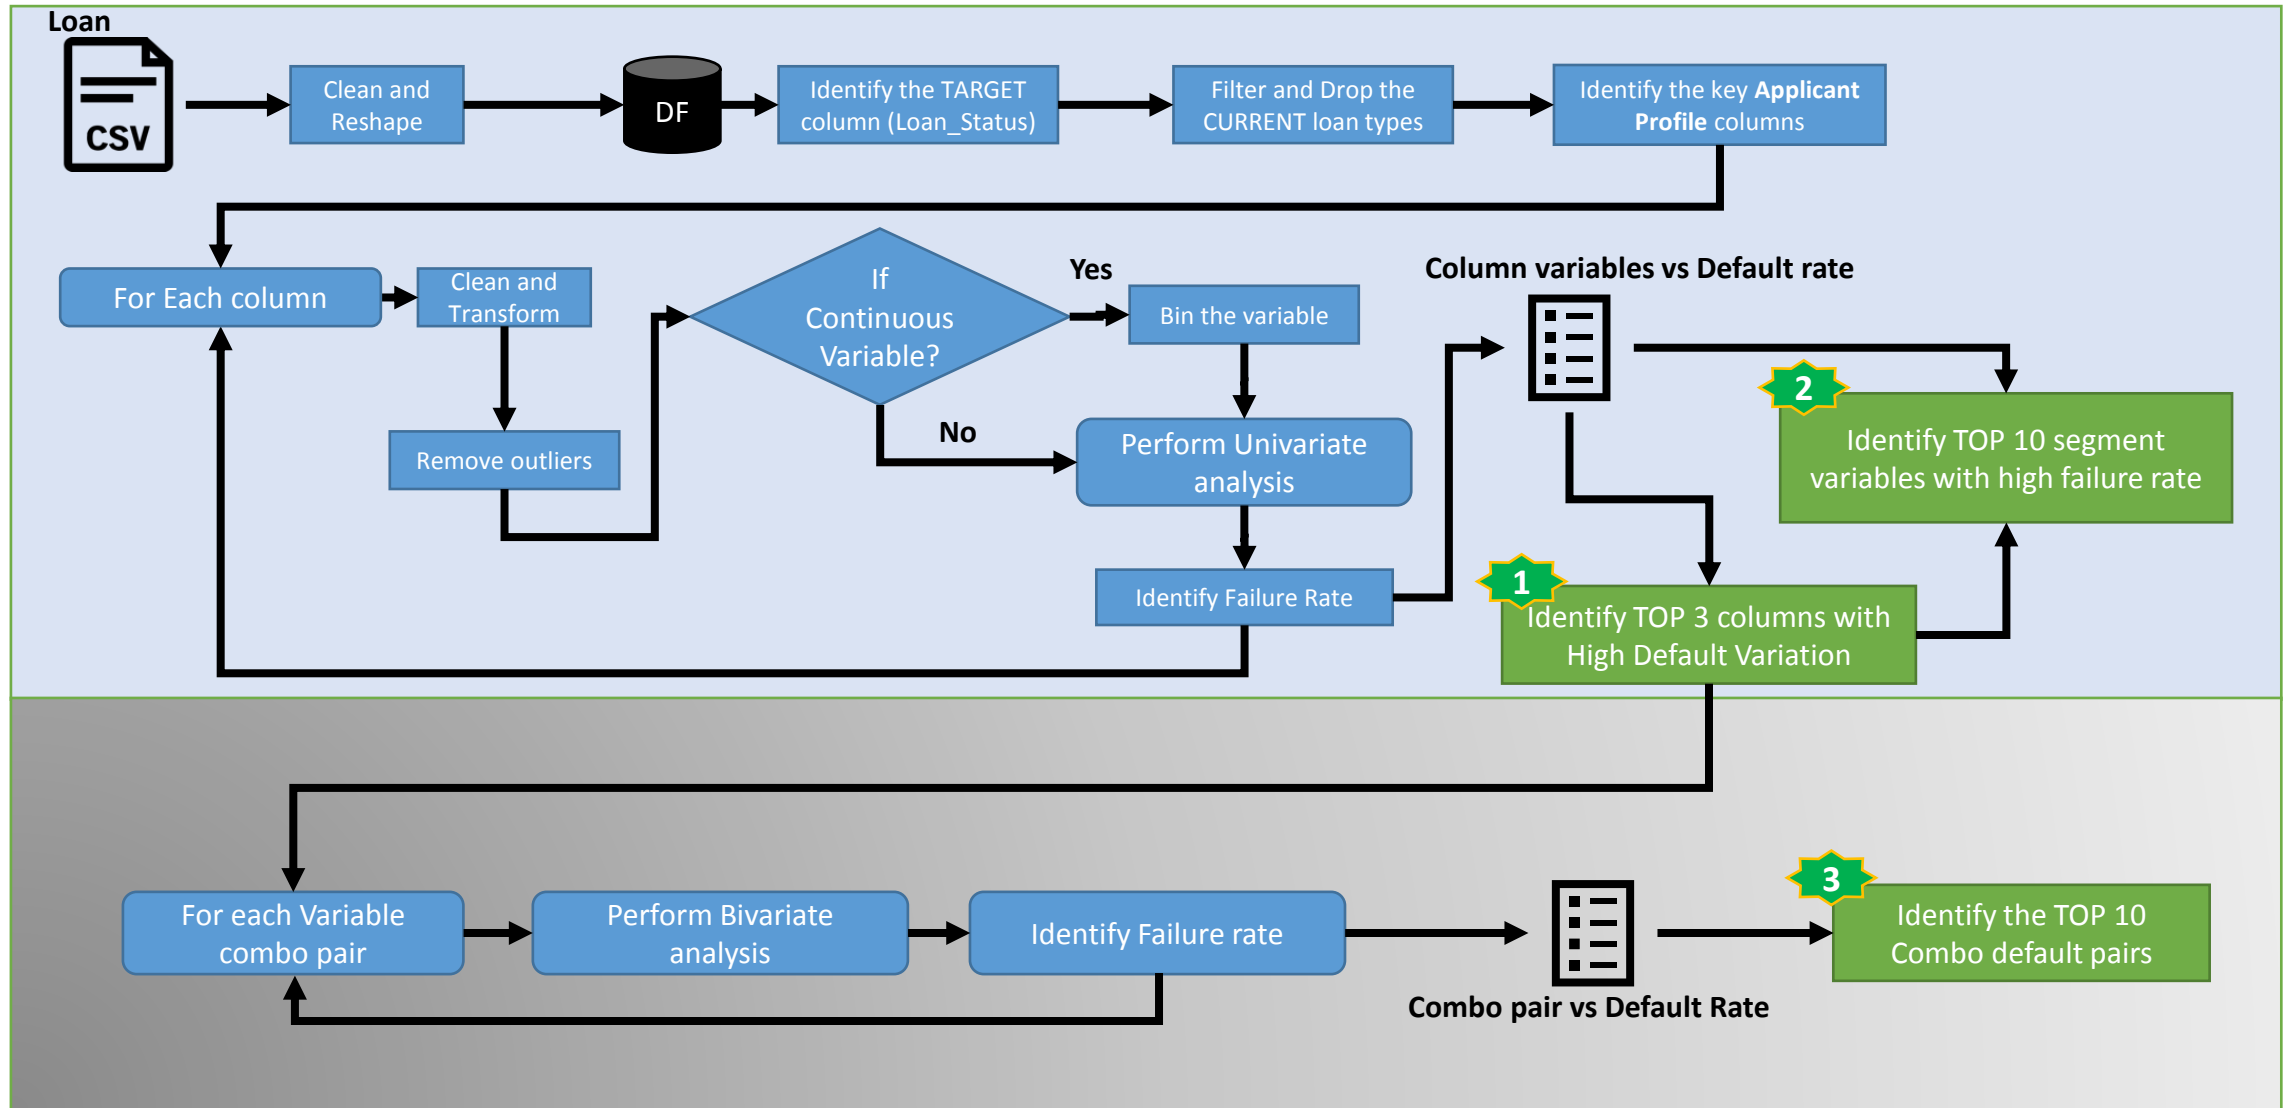 Loan
CSV
Clean and
Reshape
DF
Identify the TARGET
column (Loan_Status)
Filter and Drop the
CURRENT loan types
Identify the key Applicant
Profile columns
For Each column
Clean and
Transform
Remove outliers
If
Continuous
Variable?
Yes
No
Bin the variable
Perform Univariate
analysis
Identify Failure Rate
Column variables vs Default rate
2
Identify TOP 10 segment
variables with high failure rate
1
Identify TOP 3 columns with
High Default Variation
For each Variable
combo pair
Perform Bivariate
analysis
Identify Failure rate
Combo pair vs Default Rate
3
Identify the TOP 10
Combo default pairs